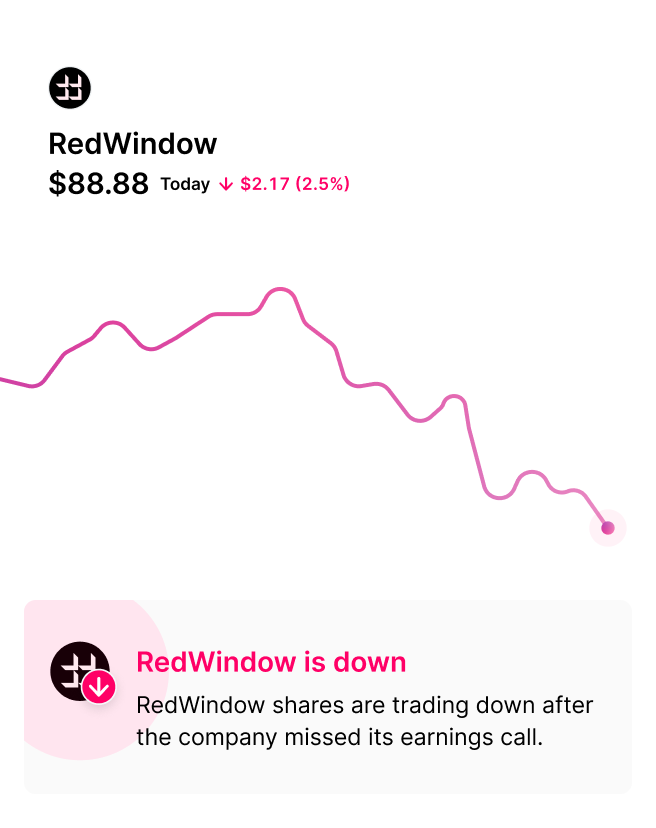 RedWindow
$88.88 Today ↓ $2.17 (2.5%)
RedWindow is down
RedWindow shares are trading down after
the company missed its earnings call.